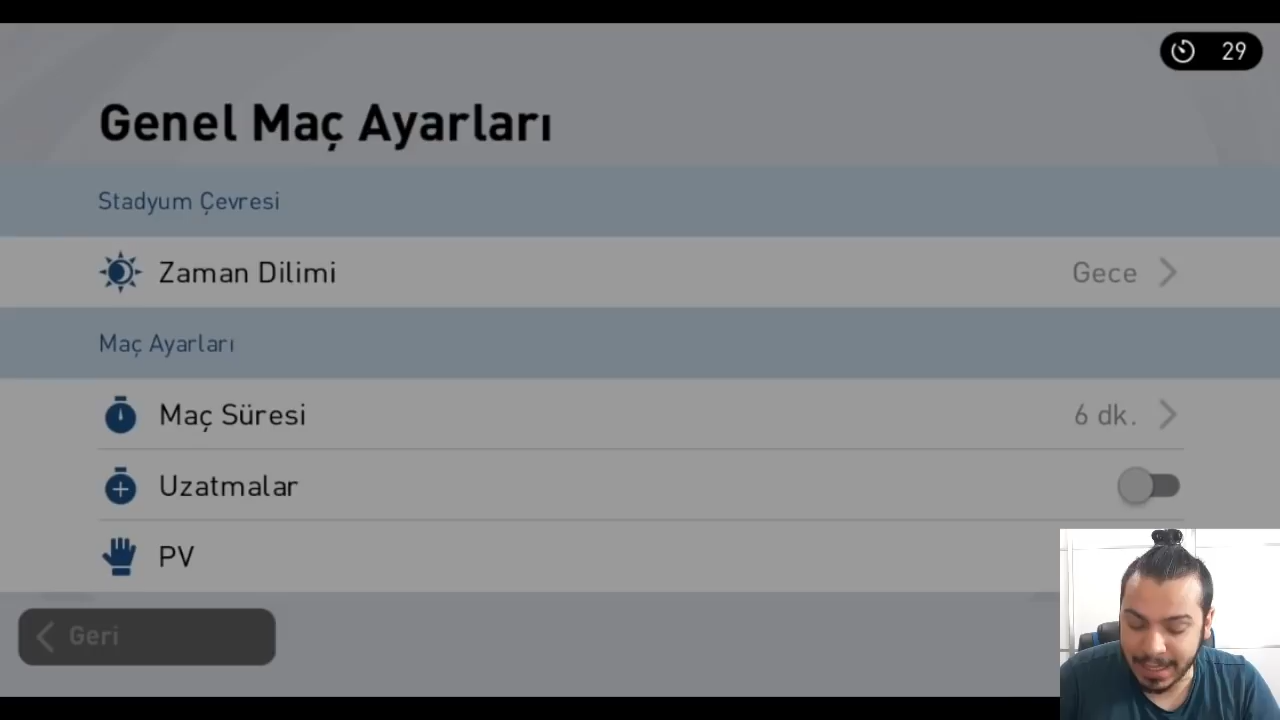 29
Genel Maç Ayarları
Stadyum Çevresi
Zaman Dilimi Gece
Maç Ayarları
Maç Süresi 6 dk.
Uzatmalar
PV
Geri